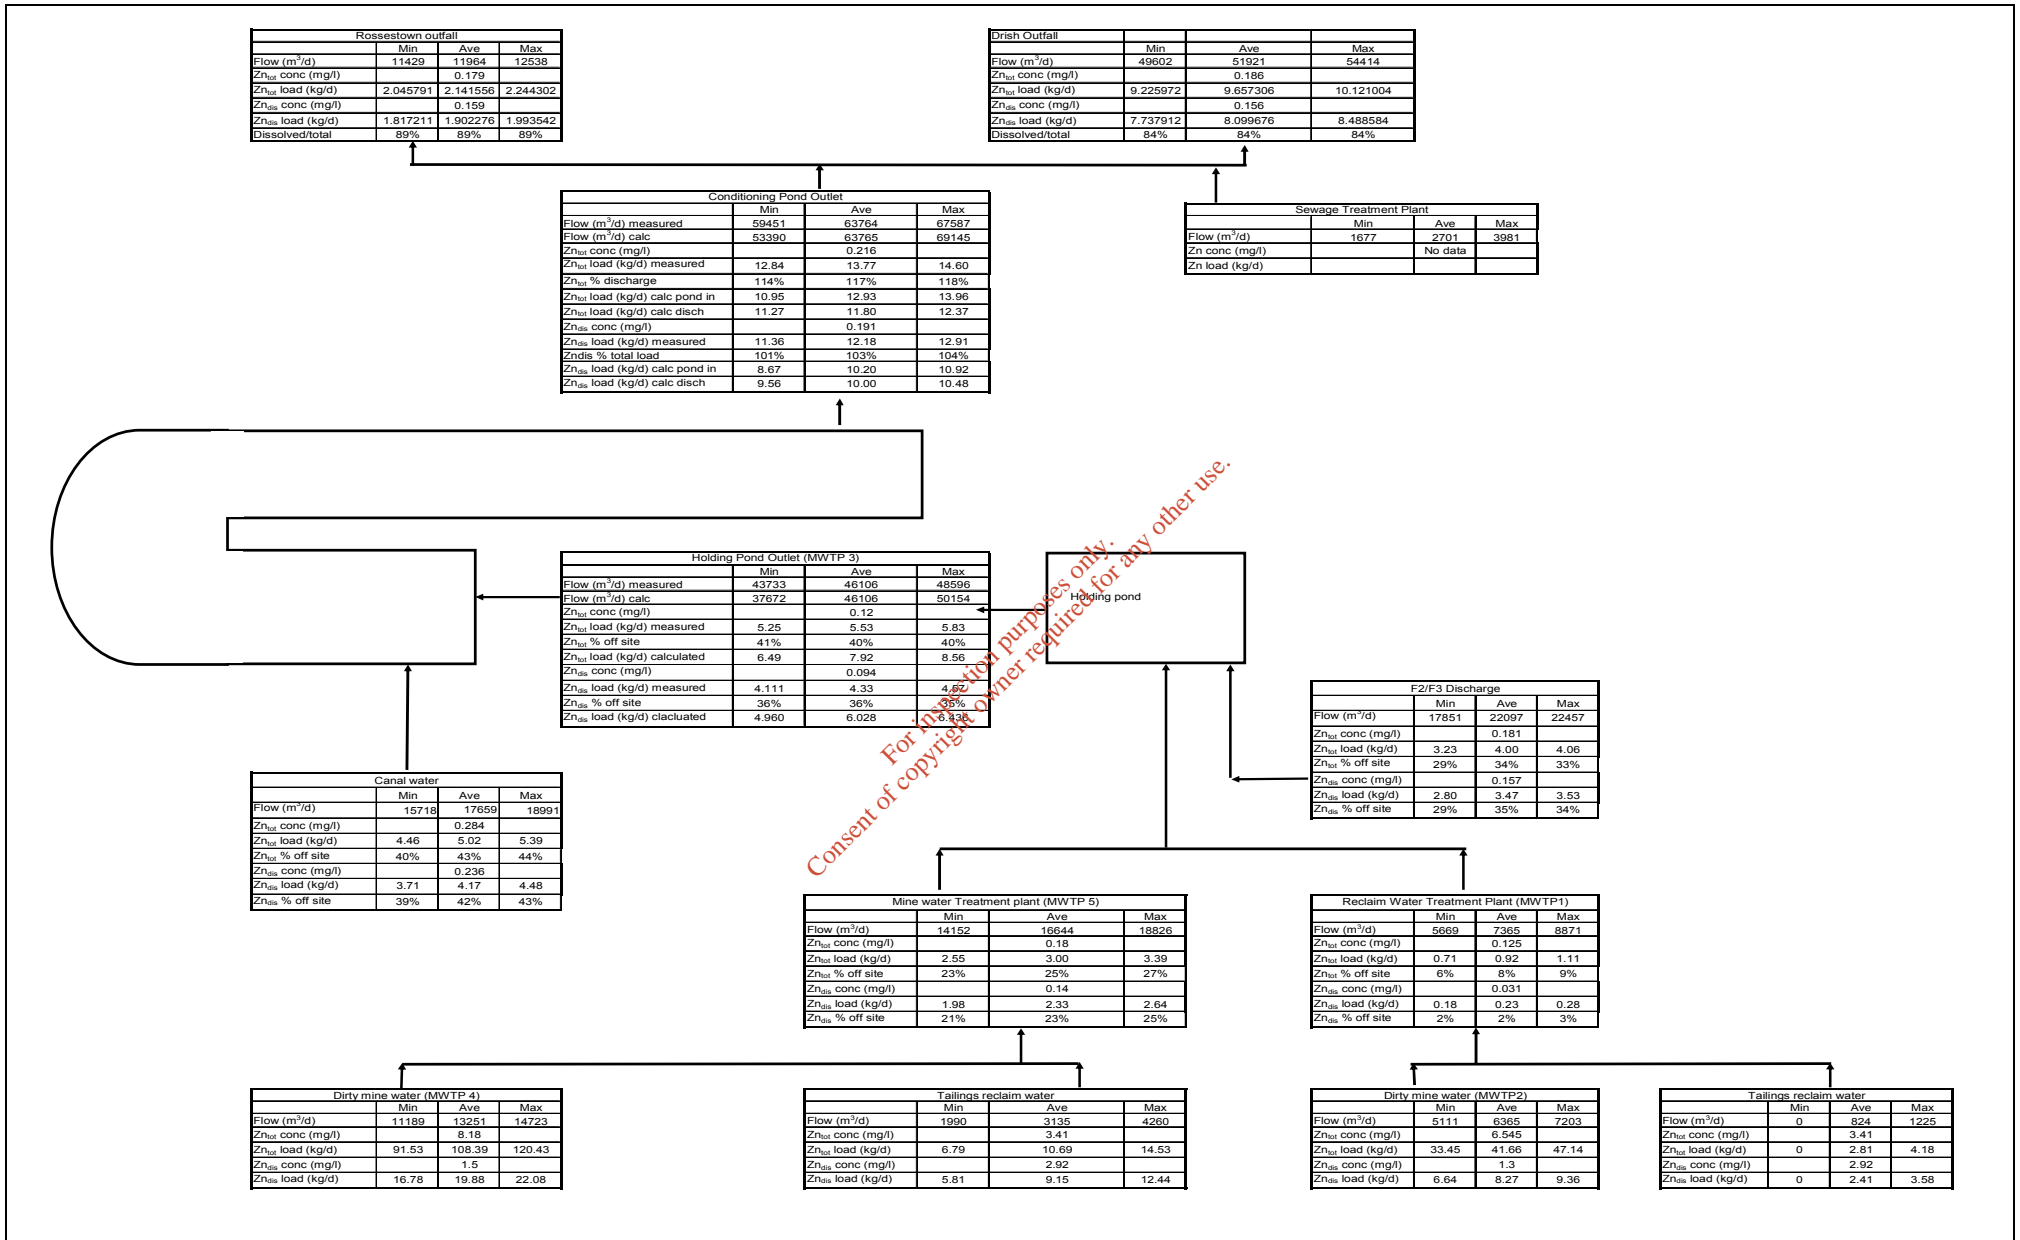 Rossestown outfall
Min Ave Max
Flow (m³/d) 11429 11964 12538
Zntot conc (mg/l) 0.179
Zntot load (kg/d) 2.045791 2.141556 2.244302
Zndis conc (mg/l) 0.159
Zndis load (kg/d) 1.817211 1.902276 1.993542
Dissolved/total 89% 89% 89%
Drish Outfall
Min Ave Max
Flow (m³/d) 49602 51921 54414
Zntot conc (mg/l) 0.186
Zntot load (kg/d) 9.225972 9.657306 10.121004
Zndis conc (mg/l) 0.156
Zndis load (kg/d) 7.737912 8.099676 8.488584
Dissolved/total 84% 84% 84%
Conditioning Pond Outlet
Min Ave Max
Flow (m³/d) measured 59451 63764 67587
Flow (m³/d) calc 53390 63765 69145
Zntot conc (mg/l) 0.216
Zntot load (kg/d) measured 12.84 13.77 14.60
Zntot % discharge 114% 117% 118%
Zntot load (kg/d) calc pond in 10.95 12.93 13.96
Zntot load (kg/d) calc disch 11.27 11.80 12.37
Zndis conc (mg/l) 0.191
Zndis load (kg/d) measured 11.36 12.18 12.91
Zndis % total load 101% 103% 104%
Zndis load (kg/d) calc pond in 8.67 10.20 10.92
Zndis load (kg/d) calc disch 9.56 10.00 10.48
Sewage Treatment Plant
Min Ave Max
Flow (m³/d) 1677 2701 3981
Zn conc (mg/l) No data
Zn load (kg/d)
Holding Pond Outlet (MWTP 3)
Min Ave Max
Flow (m³/d) measured 43733 46106 48596
Flow (m³/d) calc 37672 46106 50154
Zntot conc (mg/l) 0.12
Zntot load (kg/d) measured 5.25 5.53 5.83
Zntot % off site 41% 40% 40%
Zntot load (kg/d) calculated 6.49 7.92 8.56
Zndis conc (mg/l) 0.094
Zndis load (kg/d) measured 4.111 4.33 4.57
Zndis % off site 36% 36% 35%
Zndis load (kg/d) claculated 4.960 6.028 6.436
Holding pond
For inspection purposes only.
Consent of copyright owner required for any other use.
F2/F3 Discharge
Min Ave Max
Flow (m³/d) 17851 22097 22457
Zntot conc (mg/l) 0.181
Zntot load (kg/d) 3.23 4.00 4.06
Zntot % off site 29% 34% 33%
Zndis conc (mg/l) 0.157
Zndis load (kg/d) 2.80 3.47 3.53
Zndis % off site 29% 35% 34%
Canal water
Min Ave Max
Flow (m³/d) 15718 17659 18991
Zntot conc (mg/l) 0.284
Zntot load (kg/d) 4.46 5.02 5.39
Zntot % off site 40% 43% 44%
Zndis conc (mg/l) 0.236
Zndis load (kg/d) 3.71 4.17 4.48
Zndis % off site 39% 42% 43%
Mine water Treatment plant (MWTP 5)
Min Ave Max
Flow (m³/d) 14152 16644 18826
Zntot conc (mg/l) 0.18
Zntot load (kg/d) 2.55 3.00 3.39
Zntot % off site 23% 25% 27%
Zndis conc (mg/l) 0.14
Zndis load (kg/d) 1.98 2.33 2.64
Zndis % off site 21% 23% 25%
Reclaim Water Treatment Plant (MWTP1)
Min Ave Max
Flow (m³/d) 5669 7365 8871
Zntot conc (mg/l) 0.125
Zntot load (kg/d) 0.71 0.92 1.11
Zntot % off site 6% 8% 9%
Zndis conc (mg/l) 0.031
Zndis load (kg/d) 0.18 0.23 0.28
Zndis % off site 2% 2% 3%
Dirty mine water (MWTP 4)
Min Ave Max
Flow (m³/d) 11189 13251 14723
Zntot conc (mg/l) 8.18
Zntot load (kg/d) 91.53 108.39 120.43
Zndis conc (mg/l) 1.5
Zndis load (kg/d) 16.78 19.88 22.08
Tailings reclaim water
Min Ave Max
Flow (m³/d) 1990 3135 4260
Zntot conc (mg/l) 3.41
Zntot load (kg/d) 6.79 10.69 14.53
Zndis conc (mg/l) 2.92
Zndis load (kg/d) 5.81 9.15 12.44
Dirty mine water (MWTP2)
Min Ave Max
Flow (m³/d) 5111 6365 7203
Zntot conc (mg/l) 6.545
Zntot load (kg/d) 33.45 41.66 47.14
Zndis conc (mg/l) 1.3
Zndis load (kg/d) 6.64 8.27 9.36
Tailings reclaim water
Min Ave Max
Flow (m³/d) 0 824 1225
Zntot conc (mg/l) 3.41
Zntot load (kg/d) 0 2.81 4.18
Zndis conc (mg/l) 2.92
Zndis load (kg/d) 0 2.41 3.58